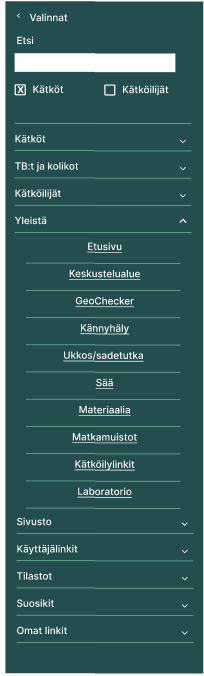 Valinnat
Etsi
X Kätköt Kätköilijät
Kätköt
TB:t ja kolikot
Kätköilijät
Yleistä
Etusivu
Keskustelualue
GeoChecker
Kännyhäly
Ukkos/sadetutka
Sää
Materiaalia
Matkamuistot
Kätköilylinkit
Laboratorio
Sivusto
Käyttäjälinkit
Tilastot
Suosikit
Omat linkit